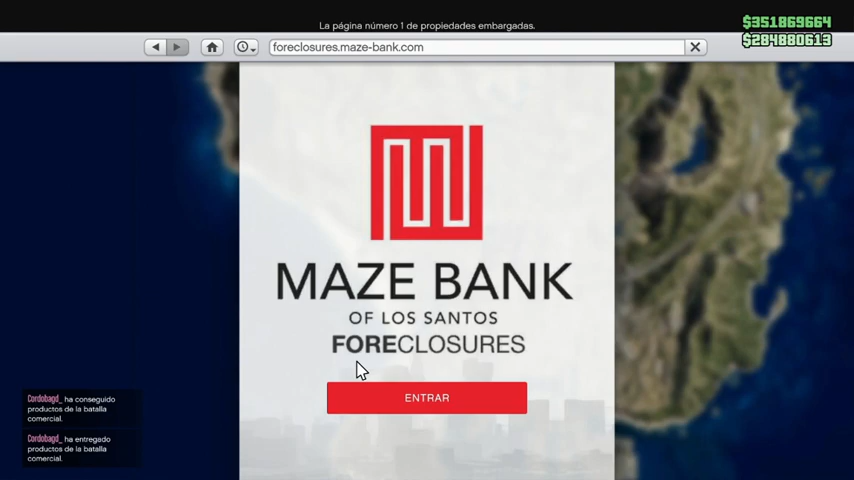 La página número 1 de propiedades embargadas.
$351869664
$284880613
foreclosures.maze-bank.com
MAZE BANK
OF LOS SANTOS
FORECLOSURES
ENTRAR
Cordobagd_ ha conseguido
productos de la batalla
comercial.
Cordobagd_ ha entregado
productos de la batalla
comercial.